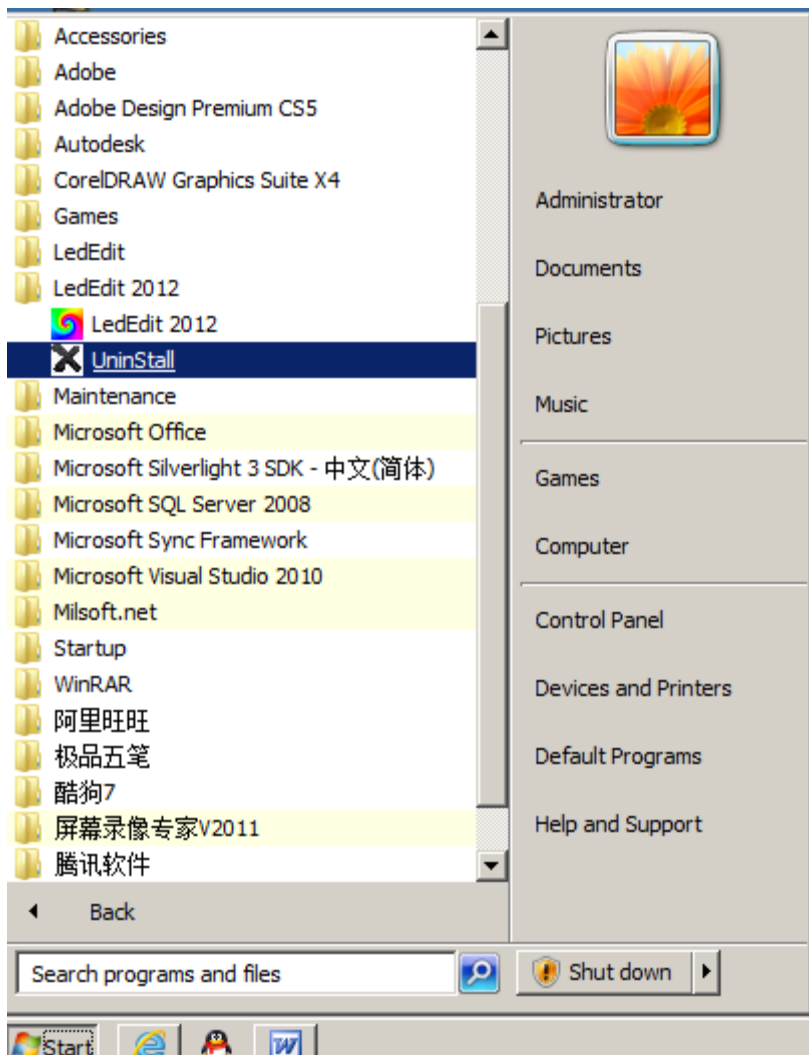 Accessories
Adobe
Adobe Design Premium CS5
Autodesk
CorelDRAW Graphics Suite X4
Games
LedEdit
LedEdit 2012
LedEdit 2012
UninStall
Maintenance
Microsoft Office
Microsoft Silverlight 3 SDK - 中文(简体)
Microsoft SQL Server 2008
Microsoft Sync Framework
Microsoft Visual Studio 2010
Milsoft.net
Startup
WinRAR
阿里旺旺
极品五笔
酷狗7
屏幕录像专家V2011
腾讯软件
Back
Search programs and files
Administrator
Documents
Pictures
Music
Games
Computer
Control Panel
Devices and Printers
Default Programs
Help and Support
Shut down
Start